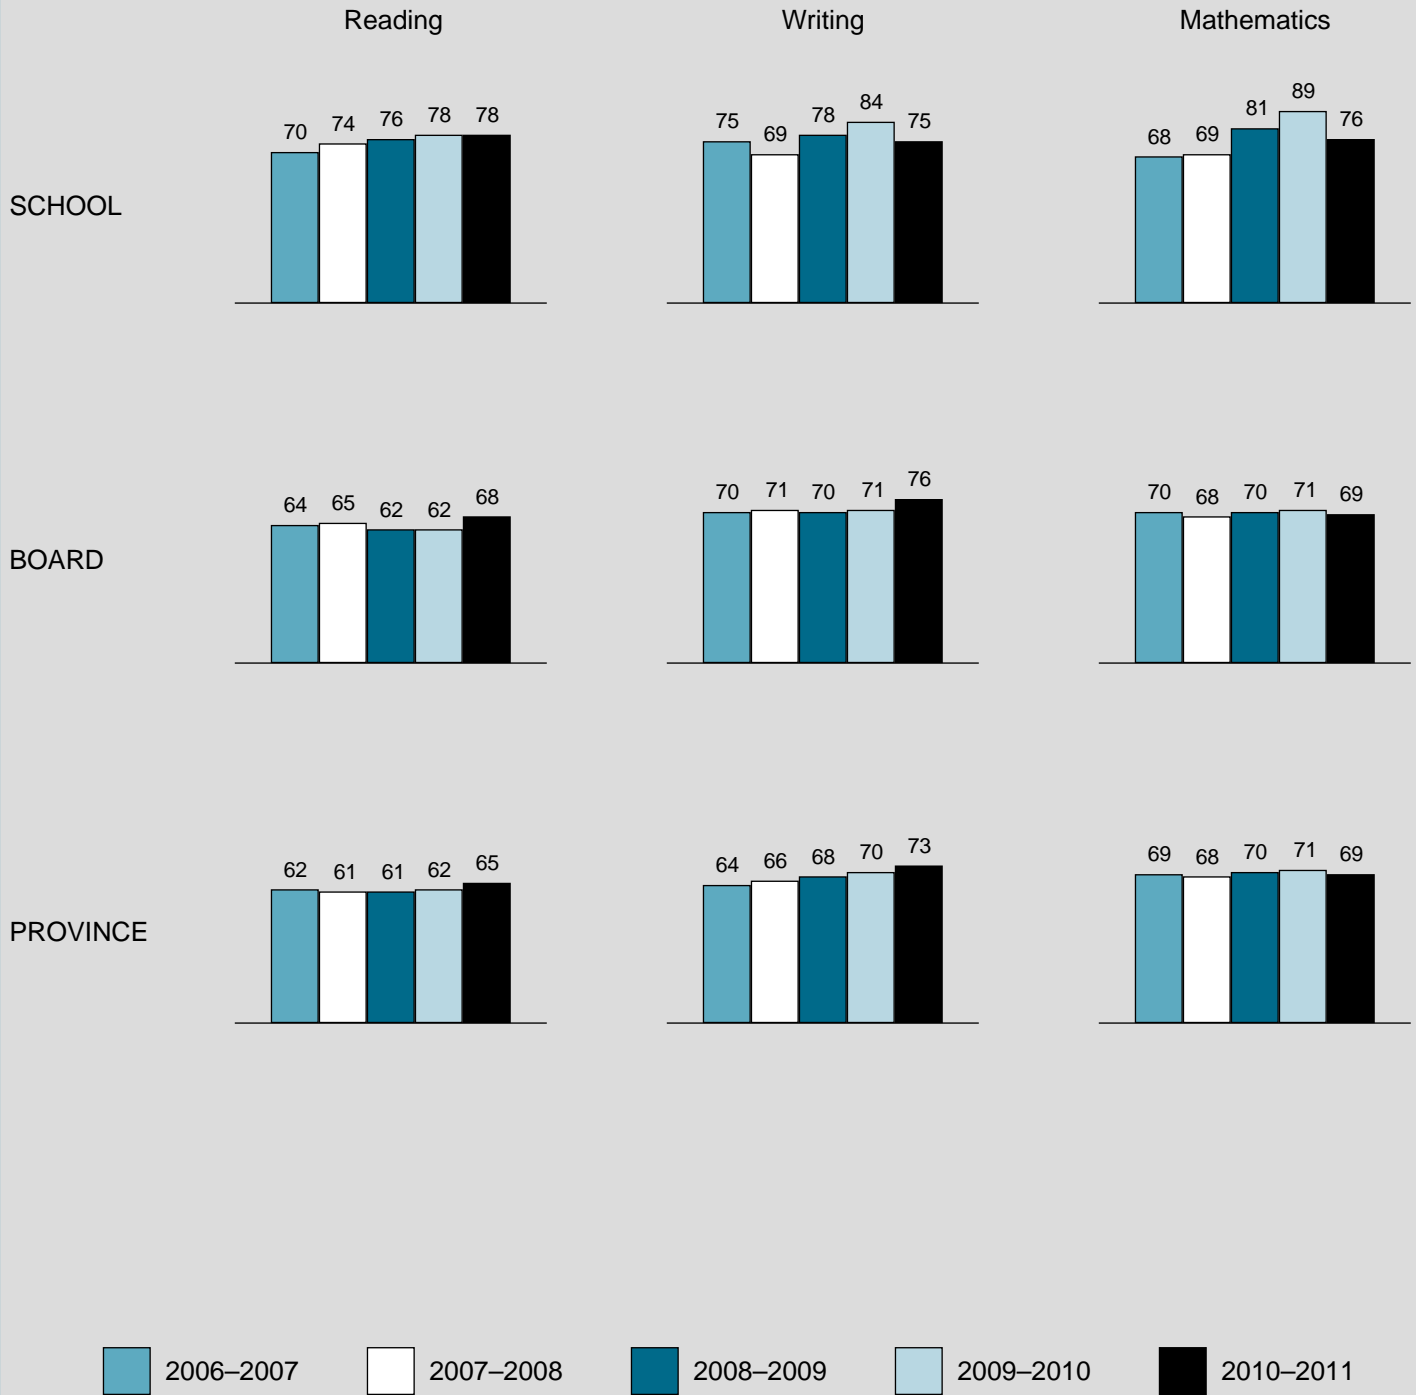 Reading Writing Mathematics
SCHOOL
70 74 76 78 78
75 69 78 84 75
68 69 81 89 76
BOARD
64 65 62 62 68
70 71 70 71 76
70 68 70 71 69
PROVINCE
62 61 61 62 65
64 66 68 70 73
69 68 70 71 69
2006–2007 2007–2008 2008–2009 2009–2010 2010–2011